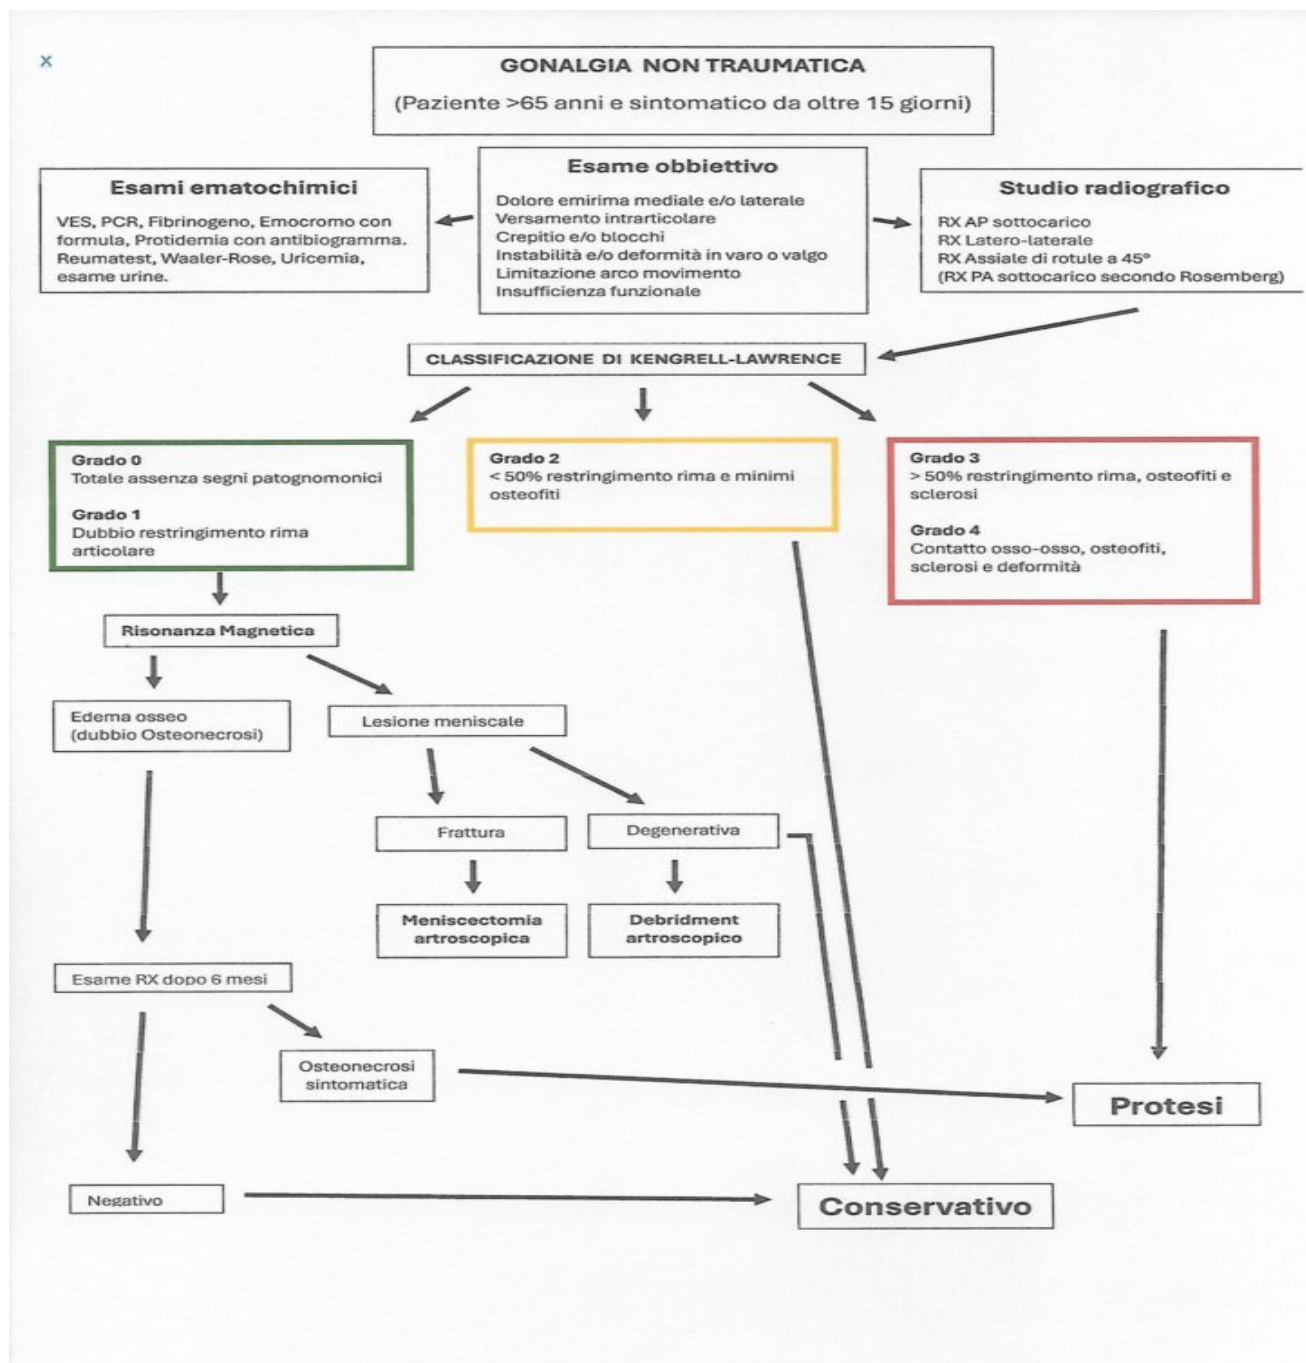 x
GONALGIA NON TRAUMATICA
(Paziente >65 anni e sintomatico da oltre 15 giorni)
Esami ematochimici
VES, PCR, Fibrinogeno, Emocromo con
formula, Protidemia con antibiogramma.
Reumatest, Waaler-Rose, Uricemia,
esame urine.
Esame obbiettivo
Dolore emirima mediale e/o laterale
Versamento intrarticolare
Crepitio e/o blocchi
Instabilità e/o deformità in varo o valgo
Limitazione arco movimento
Insufficienza funzionale
Studio radiografico
RX AP sottocarico
RX Latero-laterale
RX Assiale di rotule a 45°
(RX PA sottocarico secondo Rosemberg)
CLASSIFICAZIONE DI KENGRELL-LAWRENCE
Grado 0
Totale assenza segni patognomonici
Grado 1
Dubbio restringimento rima
articolare
Grado 2
< 50% restringimento rima e minimi
osteofiti
Grado 3
> 50% restringimento rima, osteofiti e
sclerosi
Grado 4
Contatto osso-osso, osteofiti,
sclerosi e deformità
Risonanza Magnetica
Edema osseo
(dubbio Osteonecrosi)
Lesione meniscale
Frattura
Degenerativa
Meniscectomia
artroscopica
Debridment
artroscopico
Esame RX dopo 6 mesi
Osteonecrosi
sintomatica
Protesi
Negativo
Conservativo